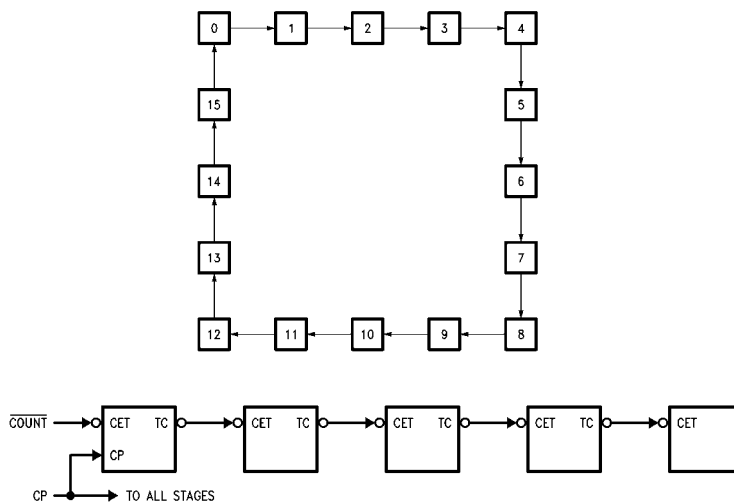 0 1 2 3 4
15 5
14 6
13 7
12 11 10 9 8
COUNT CET TC CET TC CET TC CET TC CET
CP
CP TO ALL STAGES